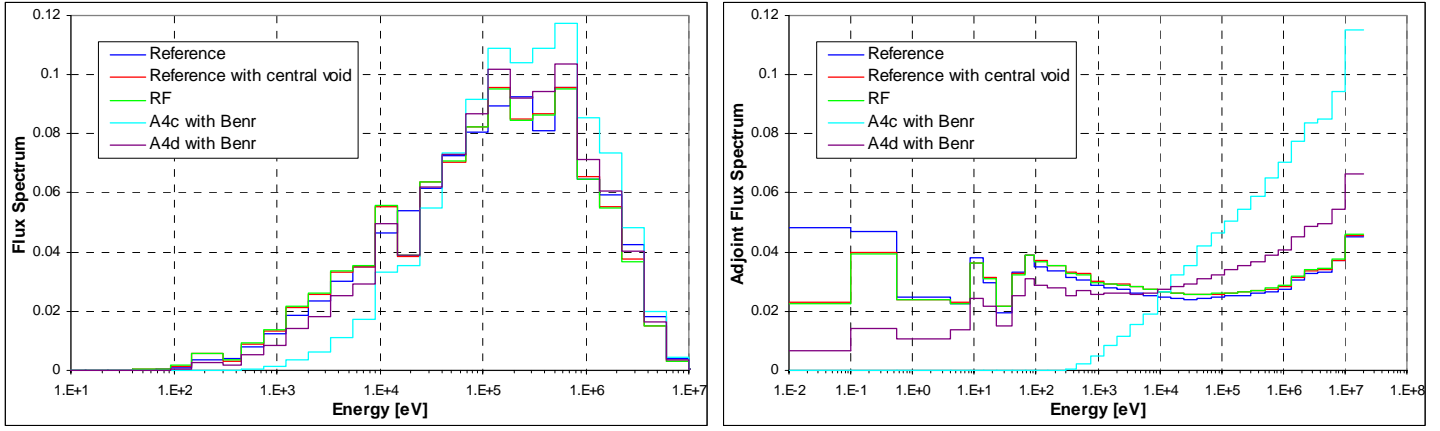 Flux Spectrum
0.12
0.1
0.08
0.06
0.04
0.02
0
Reference
Reference with central void
RF
A4c with Benr
A4d with Benr
1.E+1 1.E+2 1.E+3 1.E+4 1.E+5 1.E+6 1.E+7
Energy [eV]
Adjoint Flux Spectrum
0.12
0.1
0.08
0.06
0.04
0.02
0
Reference
Reference with central void
RF
A4c with Benr
A4d with Benr
1.E-2 1.E-1 1.E+0 1.E+1 1.E+2 1.E+3 1.E+4 1.E+5 1.E+6 1.E+7 1.E+8
Energy [eV]